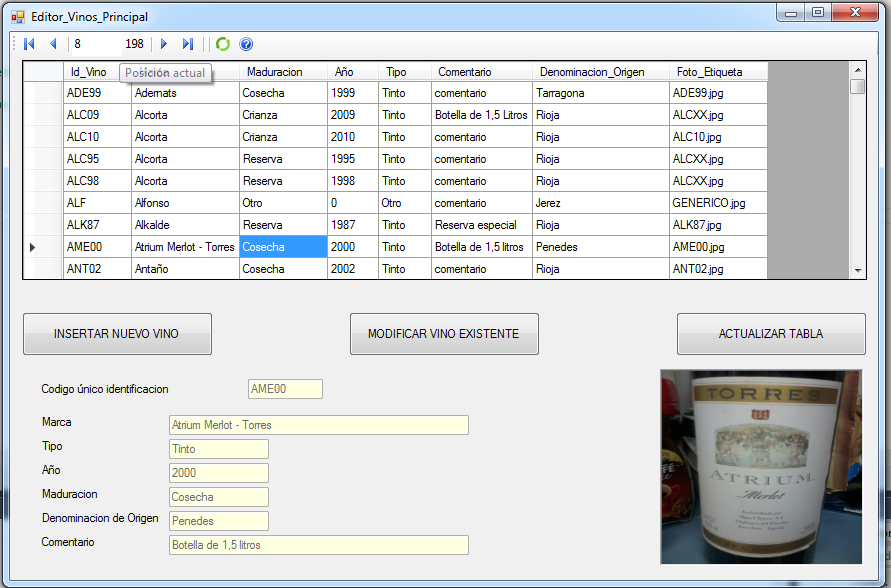 Editor_Vinos_Principal
8 198
Id_Vino Maduracion Año Tipo Comentario Denominacion_Origen Foto_Etiqueta
Posición actual
ADE99 Ademats Cosecha 1999 Tinto comentario Tarragona ADE99.jpg
ALC09 Alcorta Crianza 2009 Tinto Botella de 1,5 Litros Rioja ALCXX.jpg
ALC10 Alcorta Crianza 2010 Tinto comentario Rioja ALC10.jpg
ALC95 Alcorta Reserva 1995 Tinto comentario Rioja ALCXX.jpg
ALC98 Alcorta Reserva 1998 Tinto comentario Rioja ALCXX.jpg
ALF Alfonso Otro 0 Otro comentario Jerez GENERICO.jpg
ALK87 Alkalde Reserva 1987 Tinto Reserva especial Rioja ALK87.jpg
AME00 Atrium Merlot - Torres Cosecha 2000 Tinto Botella de 1,5 litros Penedes AME00.jpg
ANT02 Antaño Cosecha 2002 Tinto comentario Rioja ANT02.jpg
INSERTAR NUEVO VINO MODIFICAR VINO EXISTENTE ACTUALIZAR TABLA
Codigo único identificacion AME00
Marca Atrium Merlot - Torres
Tipo Tinto
Año 2000
Maduracion Cosecha
Denominacion de Origen Penedes
Comentario Botella de 1,5 litros
TORRES
ATRIUM
Merlot